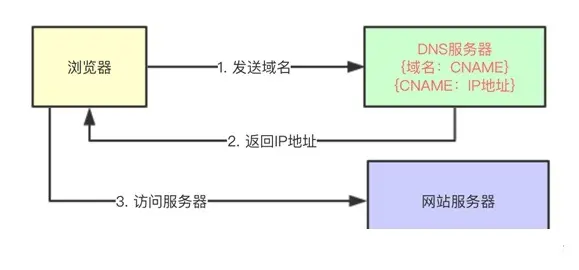 浏览器
1. 发送域名
DNS服务器
{域名：CNAME}
{CNAME：IP地址}
2. 返回IP地址
3. 访问服务器
网站服务器